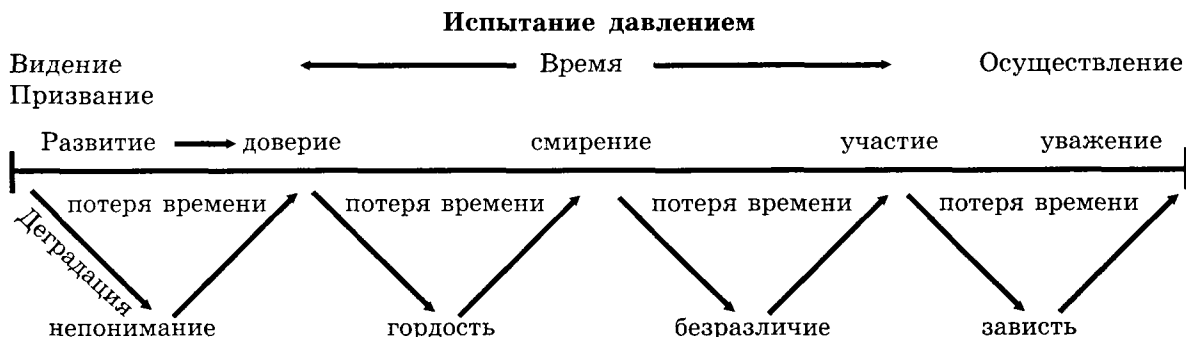 Испытание давлением
Видение Время Осуществление
Призвание
Развитие доверие смирение участие уважение
потеря времени потеря времени потеря времени потеря времени
Деградация
непонимание гордость безразличие зависть